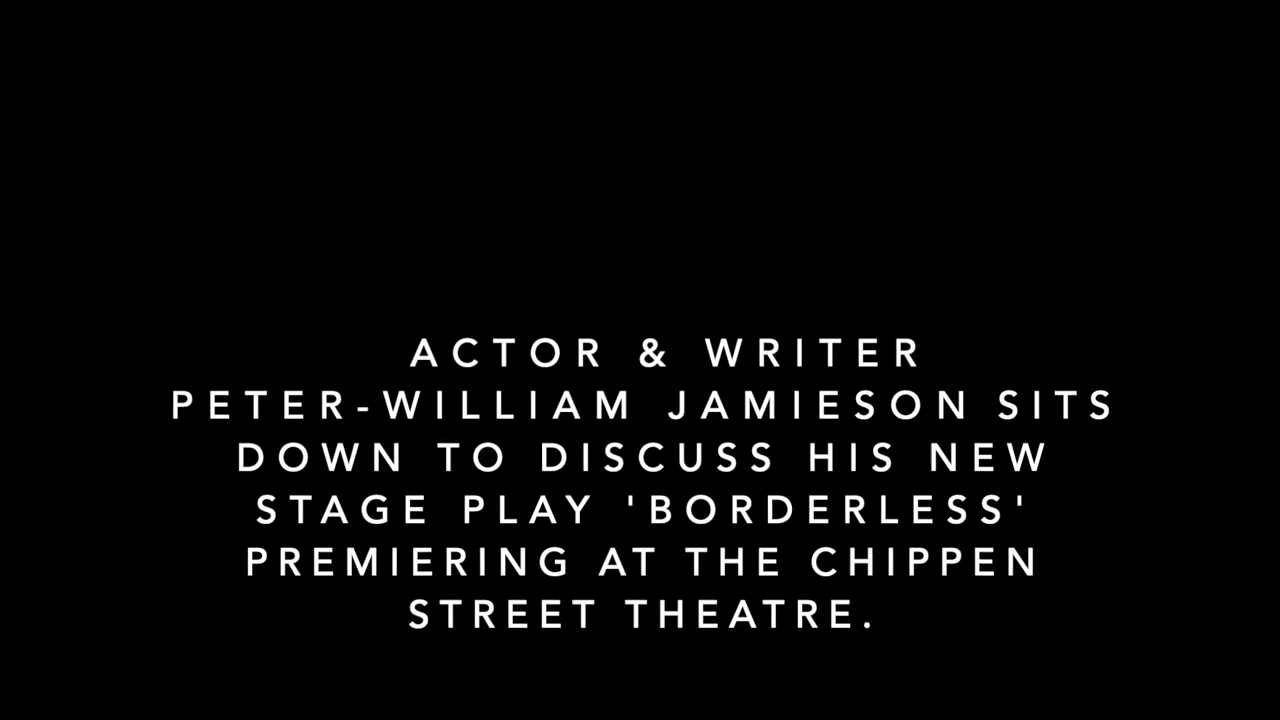 ACTOR & WRITER
PETER-WILLIAM JAMIESON SITS
DOWN TO DISCUSS HIS NEW
STAGE PLAY 'BORDERLESS'
PREMIERING AT THE CHIPPEN
STREET THEATRE.